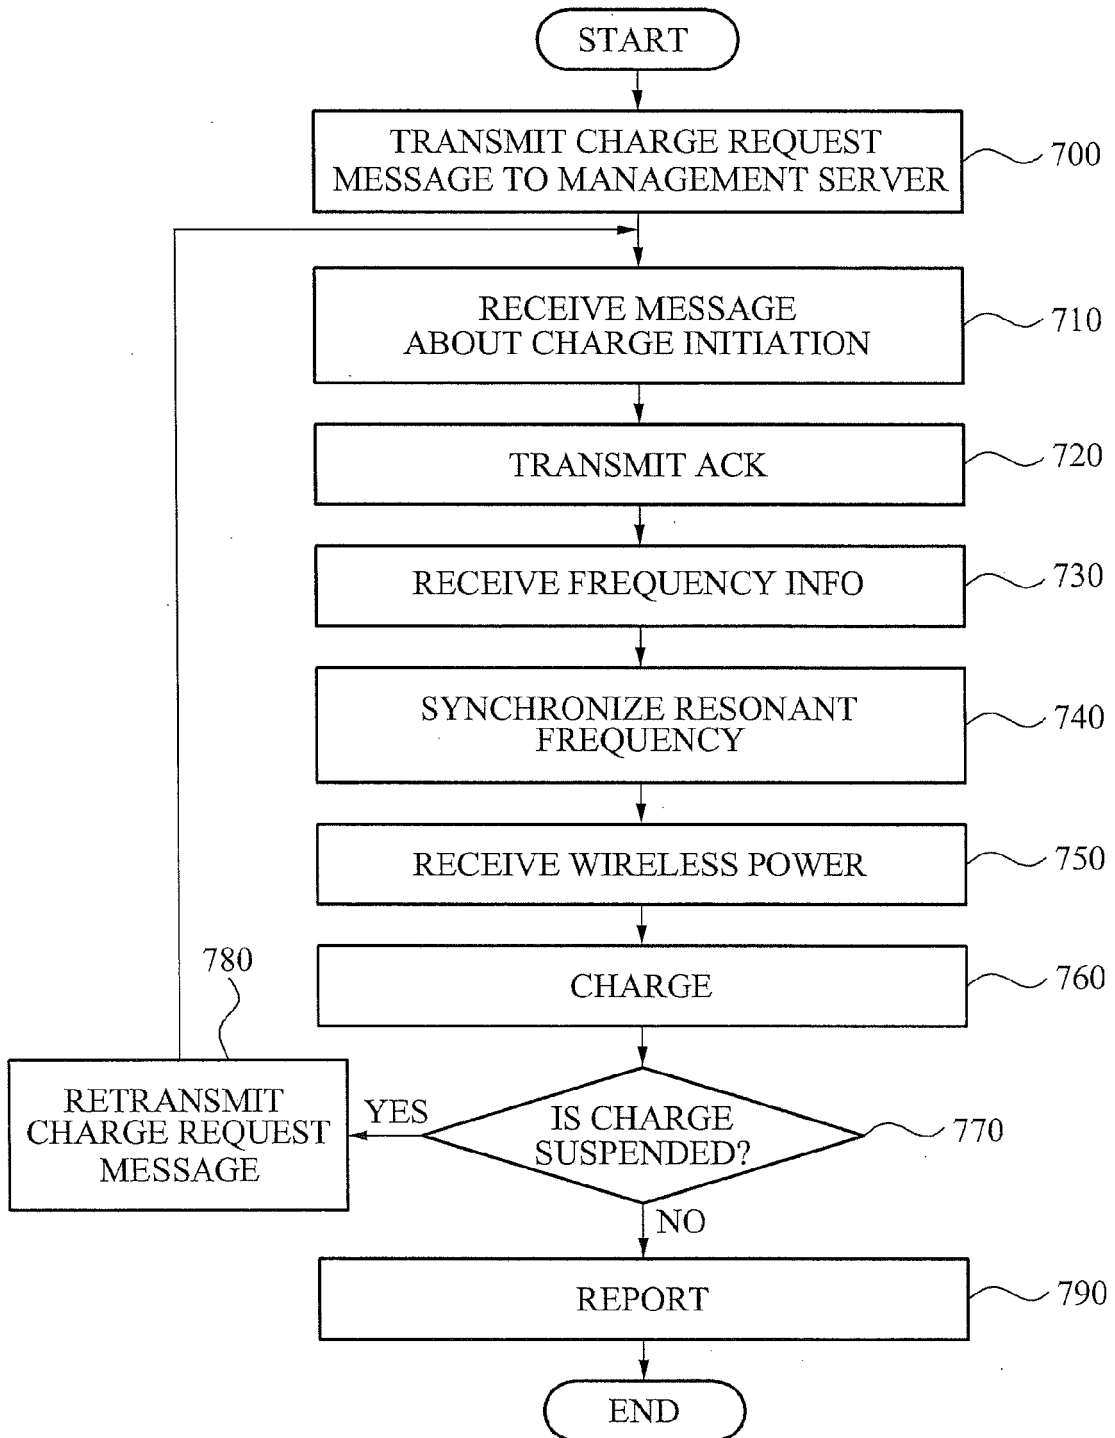 START
TRANSMIT CHARGE REQUEST
MESSAGE TO MANAGEMENT SERVER
700
RECEIVE MESSAGE
ABOUT CHARGE INITIATION
710
TRANSMIT ACK
720
RECEIVE FREQUENCY INFO
730
SYNCHRONIZE RESONANT
FREQUENCY
740
RECEIVE WIRELESS POWER
750
CHARGE
760
780
RETRANSMIT
CHARGE REQUEST
MESSAGE
YES
IS CHARGE
SUSPENDED?
770
NO
REPORT
790
END